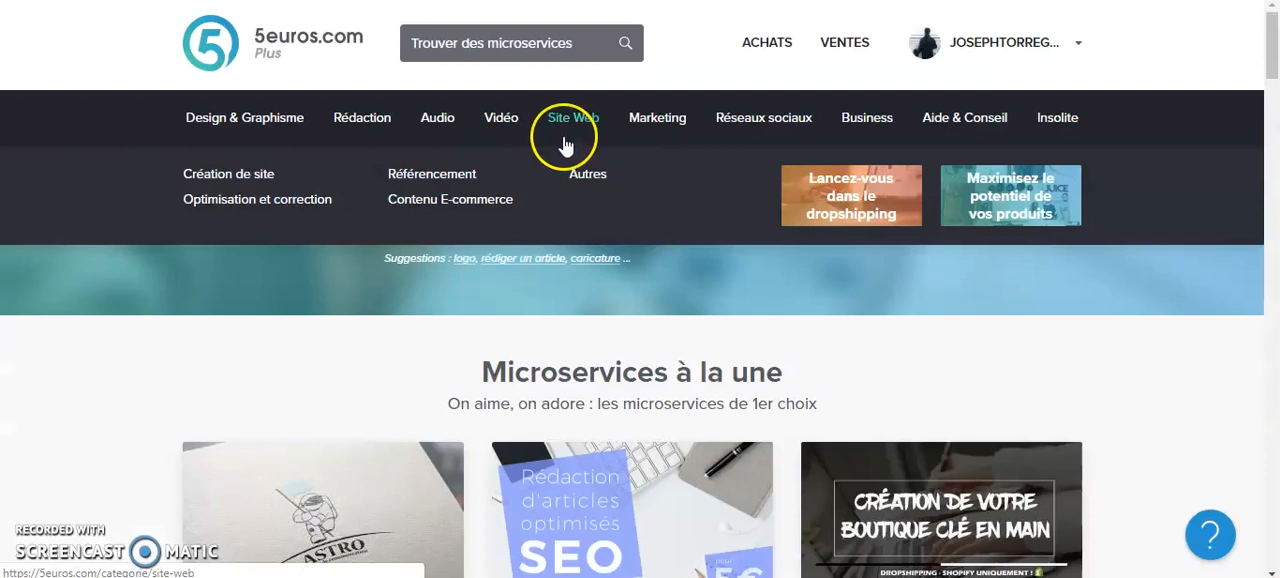 5euros.com
Plus
Trouver des microservices
ACHATS
VENTES
JOSEPHTORREG...
Design & Graphisme
Rédaction
Audio
Vidéo
Site Web
Marketing
Réseaux sociaux
Business
Aide & Conseil
Insolite
Création de site
Référencement
Autres
Optimisation et correction
Contenu E-commerce
Lancez-vous
dans le
dropshipping
Maximisez le
potentiel de
vos produits
Suggestions : logo, rédiger un article, caricature ...
Microservices à la une
On aime, on adore : les microservices de 1er choix
ASTRO
Rédaction
d'articles
optimisés
SEO
CRÉATION DE VOTRE
BOUTIQUE CLÉ EN MAIN
DROPSHIPPING - SHOPIFY UNIQUEMENT !
?
RECORDED WITH
SCREENCAST MATIC
https://5euros.com/categorie/site-web